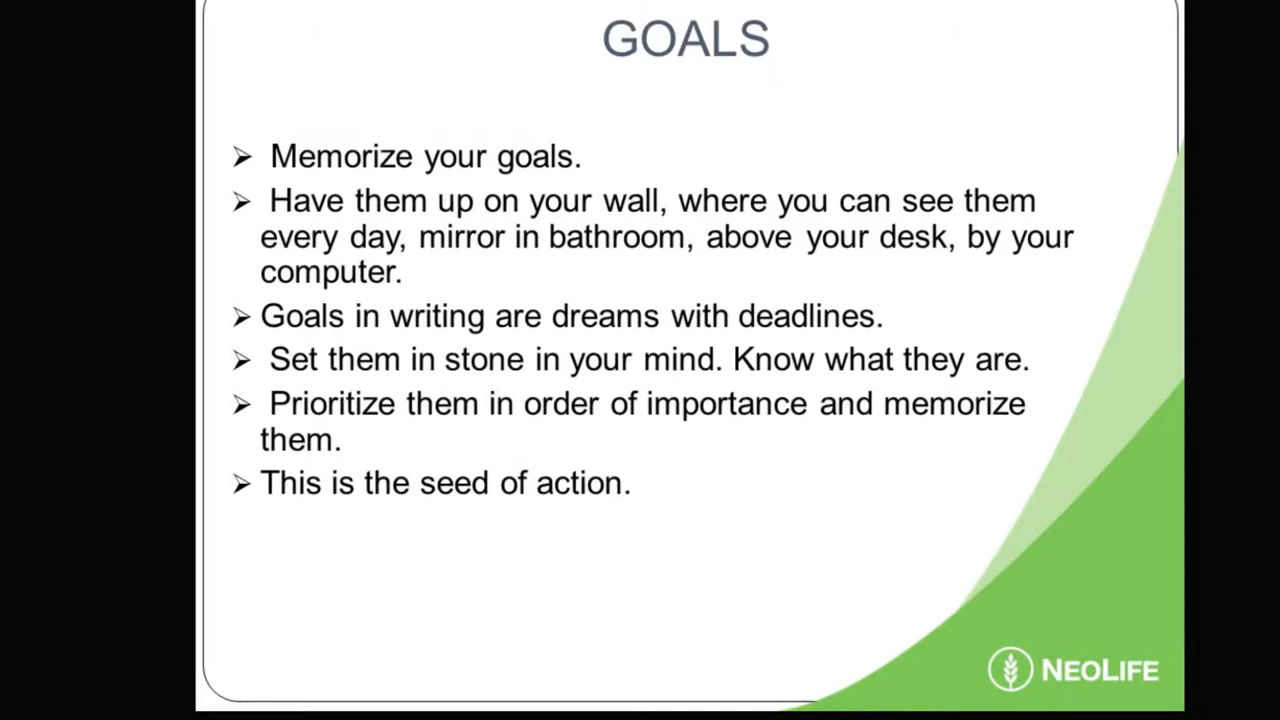 GOALS
➢ Memorize your goals.
➢ Have them up on your wall, where you can see them
every day, mirror in bathroom, above your desk, by your
computer.
➢ Goals in writing are dreams with deadlines.
➢ Set them in stone in your mind. Know what they are.
➢ Prioritize them in order of importance and memorize
them.
➢ This is the seed of action.
NEOLIFE